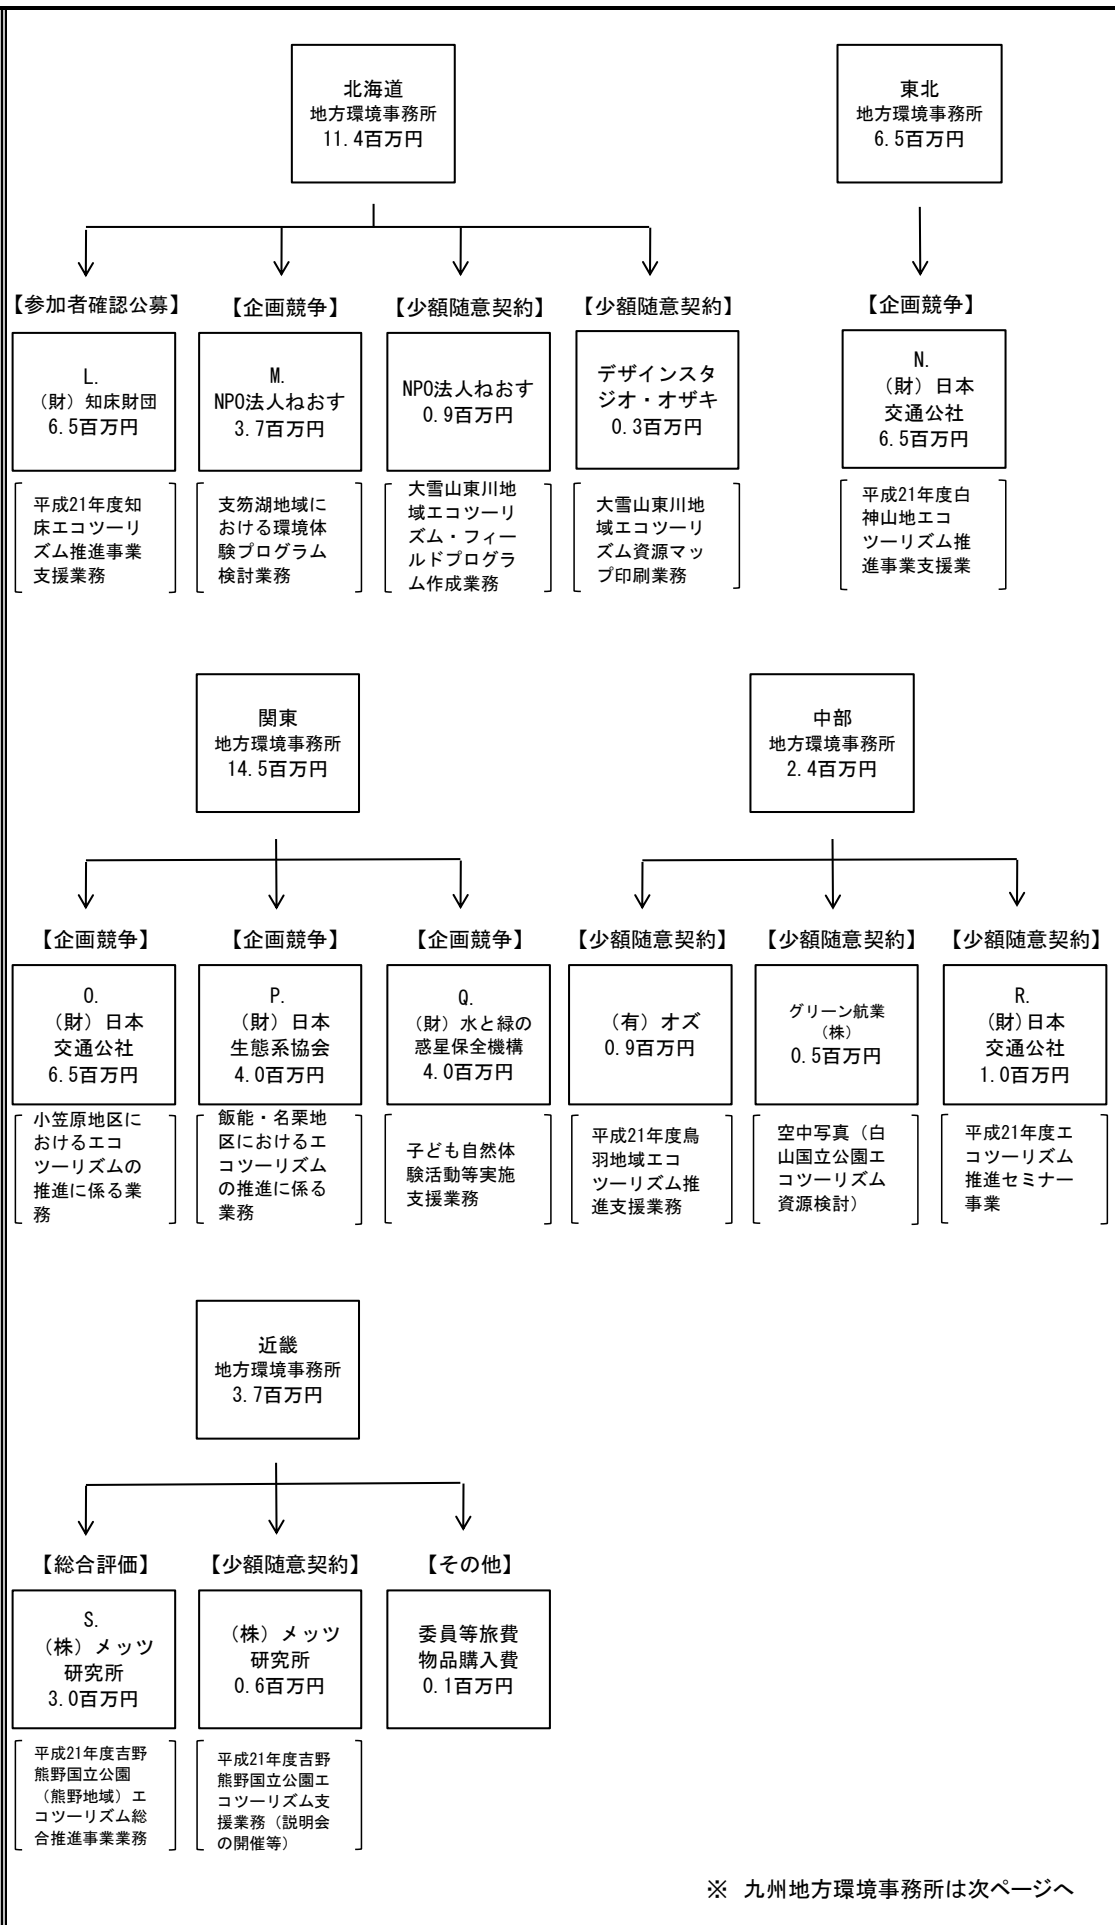 北海道
地方環境事務所
11.4百万円
東北
地方環境事務所
6.5百万円
【参加者確認公募】
【企画競争】
【少額随意契約】
【少額随意契約】
【企画競争】
L.
（財）知床財団
6.5百万円
M.
NPO法人ねおす
3.7百万円
NPO法人ねおす
0.9百万円
デザインスタ
ジオ・オザキ
0.3百万円
N.
（財）日本
交通公社
6.5百万円
平成21年度知
床エコツーリ
ズム推進事業
支援業務
支笏湖地域に
おける環境体
験プログラム
検討業務
大雪山東川地
域エコツーリ
ズム・フィー
ルドプログラ
ム作成業務
大雪山東川地
域エコツーリ
ズム資源マッ
プ印刷業務
平成21年度白
神山地エコ
ツーリズム推
進事業支援業
関東
地方環境事務所
14.5百万円
中部
地方環境事務所
2.4百万円
【企画競争】
【企画競争】
【企画競争】
【少額随意契約】
【少額随意契約】
【少額随意契約】
O.
（財）日本
交通公社
6.5百万円
P.
（財）日本
生態系協会
4.0百万円
Q.
（財）水と緑の
惑星保全機構
4.0百万円
（有）オズ
0.9百万円
グリーン航業
（株）
0.5百万円
R.
（財)日本
交通公社
1.0百万円
小笠原地区に
おけるエコ
ツーリズムの
推進に係る業
務
飯能・名栗地
区におけるエ
コツーリズム
の推進に係る
業務
子ども自然体
験活動等実施
支援業務
平成21年度鳥
羽地域エコ
ツーリズム推
進支援業務
空中写真（白
山国立公園エ
コツーリズム
資源検討）
平成21年度エ
コツーリズム
推進セミナー
事業
近畿
地方環境事務所
3.7百万円
【総合評価】
【少額随意契約】
【その他】
S.
（株）メッツ
研究所
3.0百万円
（株）メッツ
研究所
0.6百万円
委員等旅費
物品購入費
0.1百万円
平成21年度吉野
熊野国立公園
（熊野地域）エ
コツーリズム総
合推進事業業務
平成21年度吉野
熊野国立公園エ
コツーリズム支
援業務（説明会
の開催等）
※ 九州地方環境事務所は次ページへ